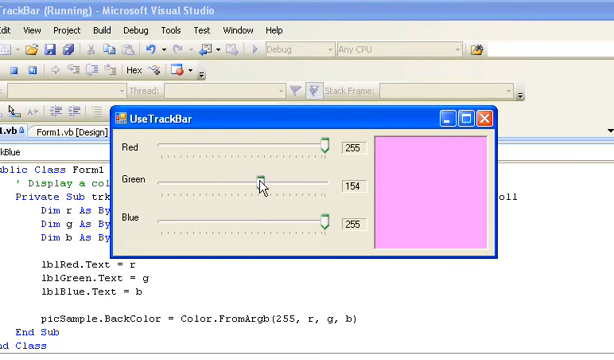 TrackBar (Running) - Microsoft Visual Studio
dit View Project Build Debug Tools Test Window Help
Debug Any CPU
Hex
Thread: Stack Frame:
1.vb Form1.vb [Design]
UseTrackBar
kBlue
Red 255
Green 154
Blue 255
ublic Class Form1
' Display a col
Private Sub trk oll
Dim r As By
Dim g As By
Dim b As By
lblRed.Text = r
lblGreen.Text = g
lblBlue.Text = b
picSample.BackColor = Color.FromArgb(255, r, g, b)
End Sub
nd Class